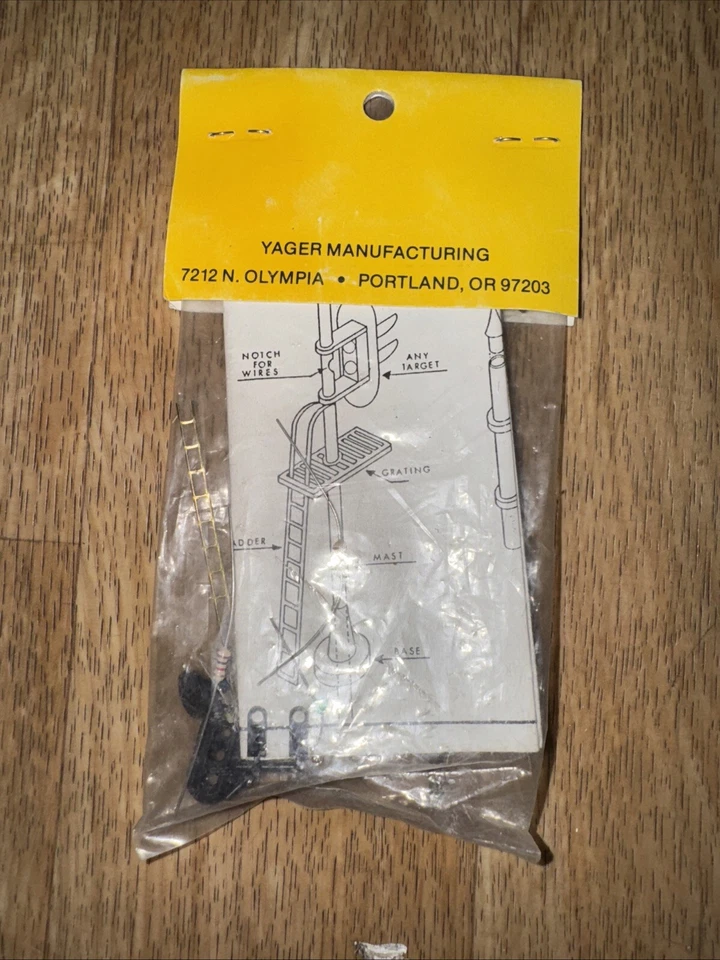 YAGER MANUFACTURING
7212 N. OLYMPIA • PORTLAND, OR 97203
NOTCH
FOR
WIRES
ANY
TARGET
GRATING
ADDER
MAST
BASE